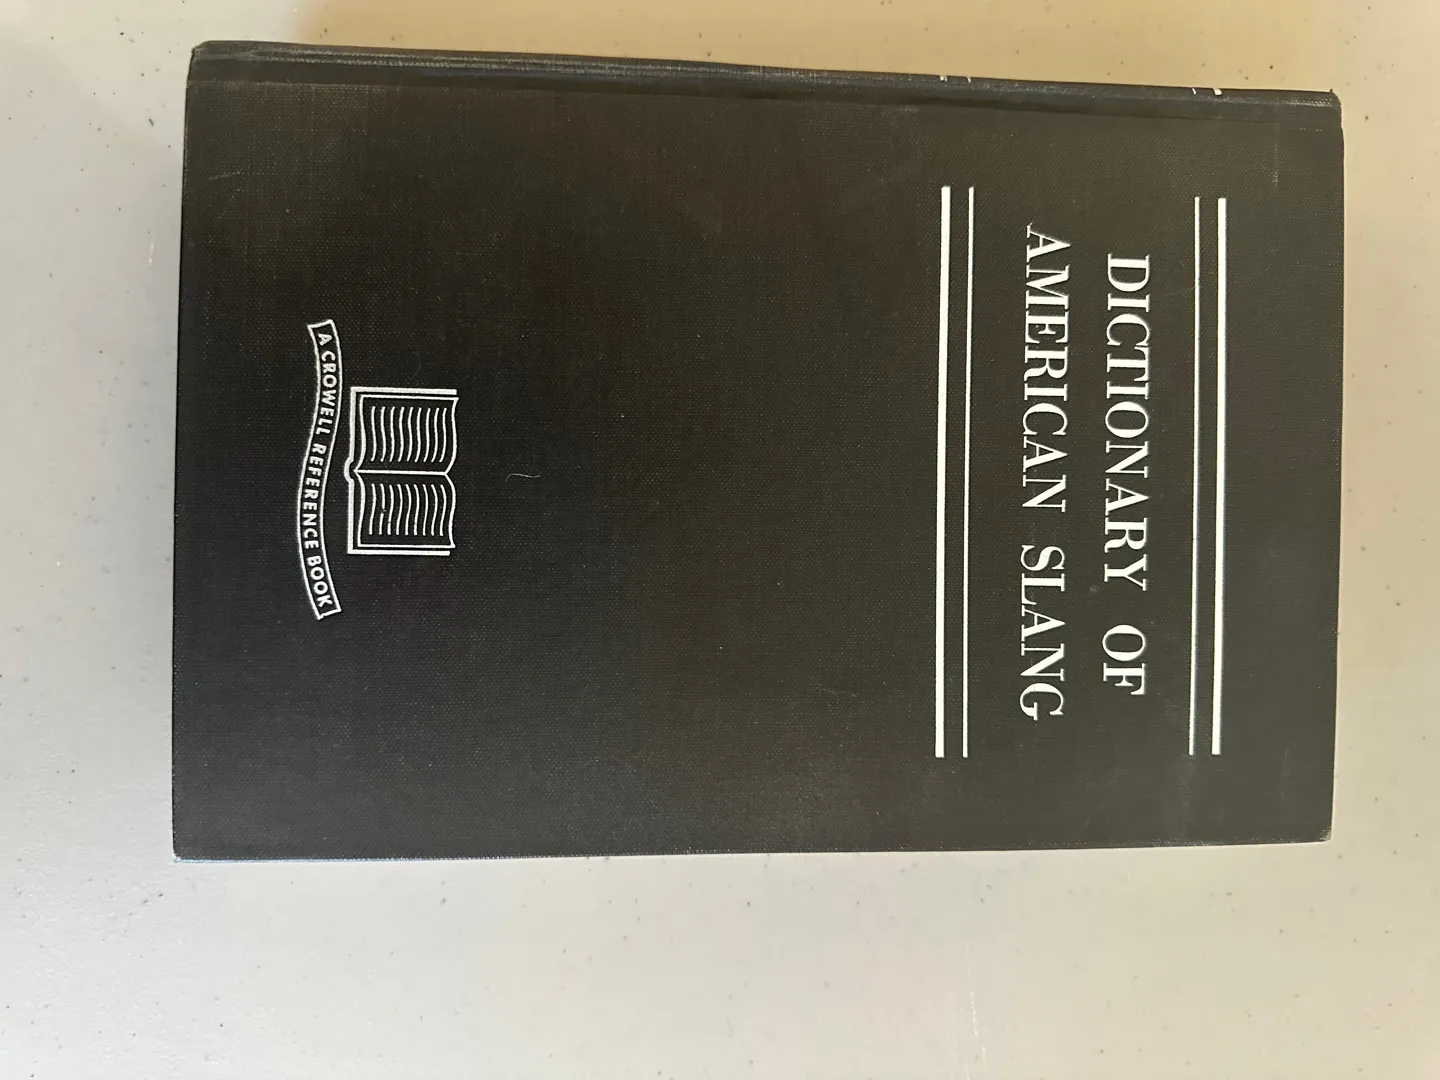 DICTIONARY OF
AMERICAN SLANG
A CROWELL REFERENCE BOOK